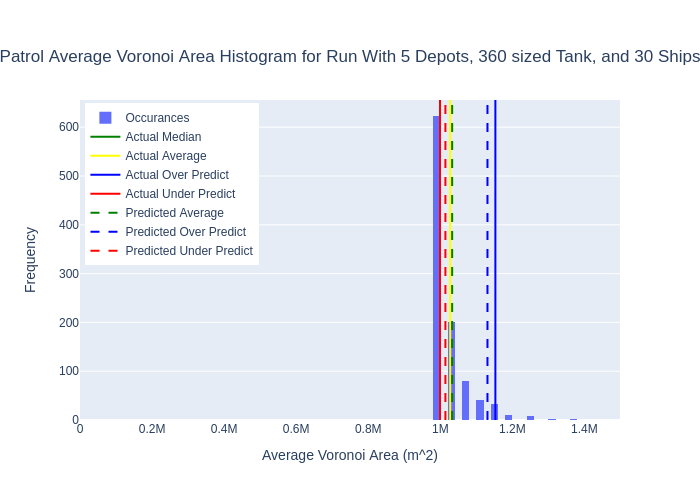 Patrol Average Voronoi Area Histogram for Run With 5 Depots, 360 sized Tank, and 30 Ships
Occurances
Actual Median
Actual Average
Actual Over Predict
Actual Under Predict
Predicted Average
Predicted Over Predict
Predicted Under Predict
Frequency
600
500
400
300
200
100
0
0 0.2M 0.4M 0.6M 0.8M 1M 1.2M 1.4M
Average Voronoi Area (m^2)